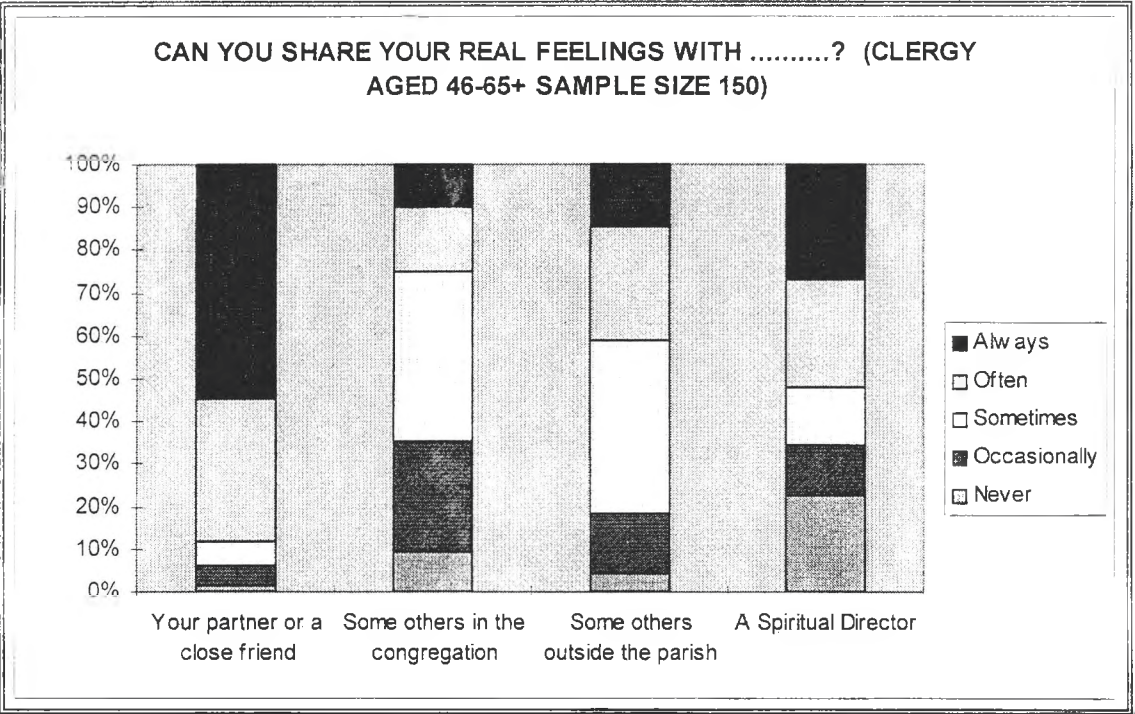 CAN YOU SHARE YOUR REAL FEELINGS WITH ..........? (CLERGY
AGED 46-65+ SAMPLE SIZE 150)
100%
90%
80%
70%
60%
50%
40%
30%
20%
10%
0%
Your partner or a
close friend
Some others in the
congregation
Some others
outside the parish
A Spiritual Director
Always
Often
Sometimes
Occasionally
Never